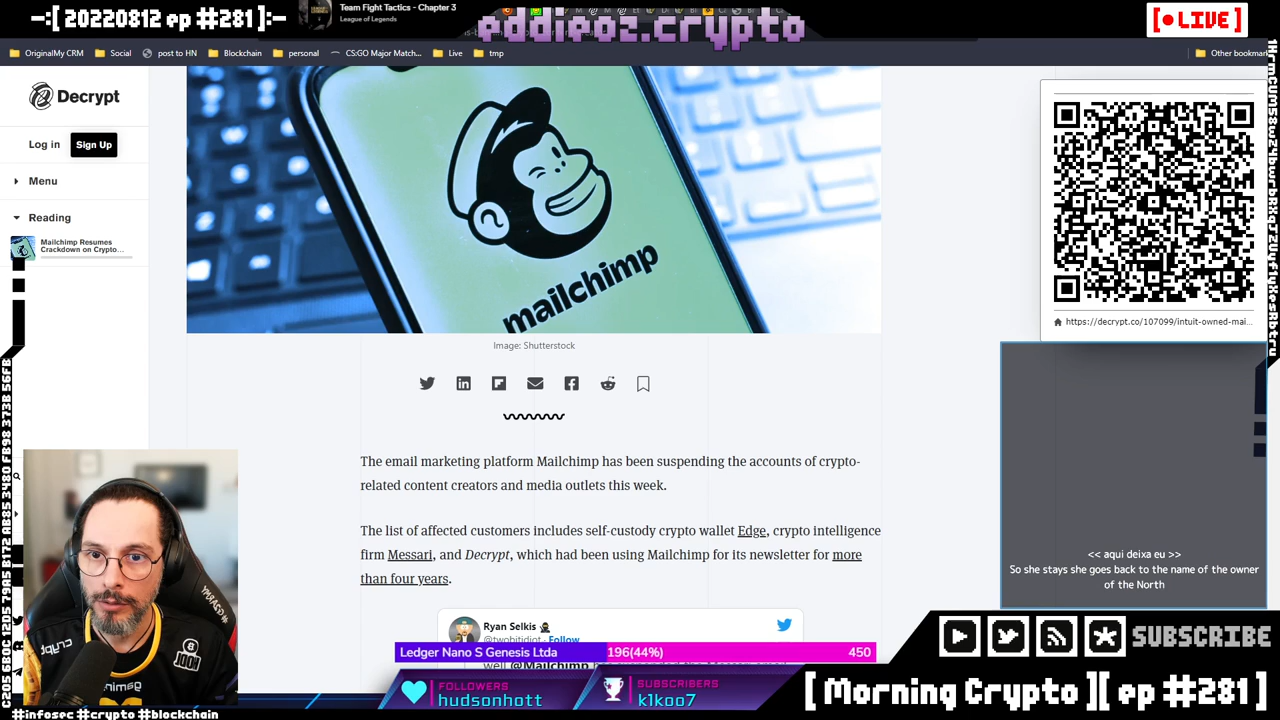 -:[ 20220812 ep #281 ]:-
Team Fight Tactics - Chapter 3
League of Legends
eddieoz.crypto
[ • LIVE ]
OriginalMy CRM
Social
post to HN
Blockchain
personal
CS:GO Major Match...
Live
tmp
Other bookmar
Decrypt
Log in
Sign Up
Menu
Reading
Mailchimp Resumes
Crackdown on Crypto...
mailchimp
Image: Shutterstock
The email marketing platform Mailchimp has been suspending the accounts of crypto-
related content creators and media outlets this week.
The list of affected customers includes self-custody crypto wallet Edge, crypto intelligence
firm Messari, and Decrypt, which had been using Mailchimp for its newsletter for more
than four years.
Ryan Selkis
@twobitidiot · Follow
https://decrypt.co/107099/intuit-owned-mai...
<< aqui deixa eu >>
So she stays she goes back to the name of the owner
of the North
Ledger Nano S Genesis Ltda
196(44%)
450
FOLLOWERS
hudsonhott
SUBSCRIBERS
k1koo7
SUBSCRIBE
[ Morning Crypto ][ ep #281 ]
#infosec #crypto #blockchain